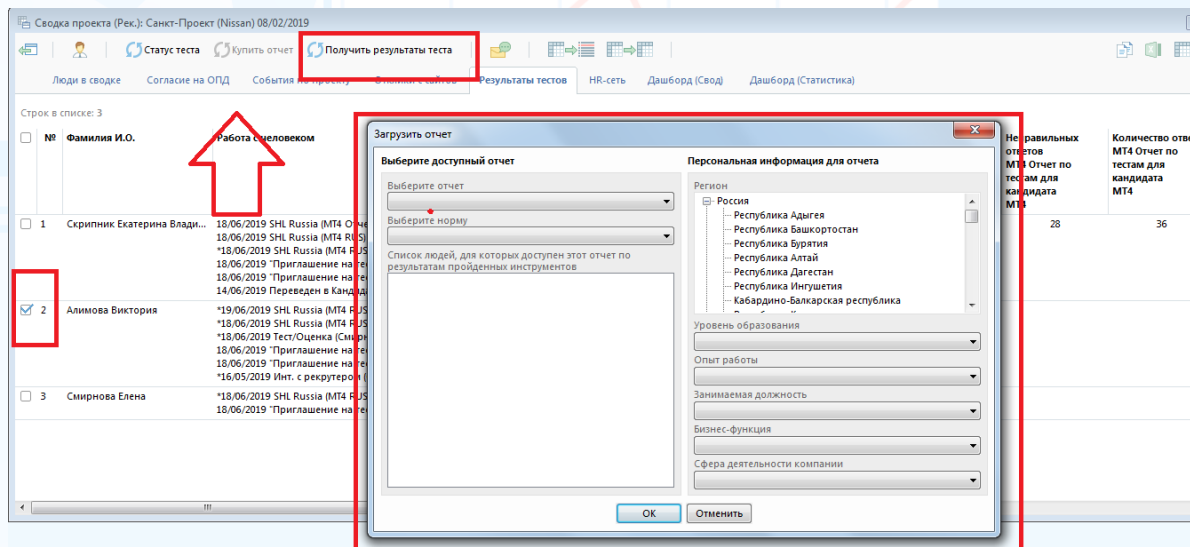 Сводка проекта (Рек.): Санкт-Проект (Nissan) 08/02/2019
Статус теста Купить отчет Получить результаты теста
Люди в сводке Согласие на ОПД События по проекту Отклики с сайтов Результаты тестов HR-сеть Дашборд (Свод) Дашборд (Статистика)
Строк в списке: 3
№ Фамилия И.О. Работа с человеком
Неправильных
ответов
МТ4 Отчет по
тестам для
кандидата
МТ4
Количество отве
МТ4 Отчет по
тестам для
кандидата
МТ4
1 Скрипник Екатерина Влади... 18/06/2019 SHL Russia (МТ4 Отче 28 36
18/06/2019 SHL Russia (МТ4 RUS)
*18/06/2019 SHL Russia (МТ4 RUS
18/06/2019 "Приглашение на те
18/06/2019 "Приглашение на те
14/06/2019 Переведен в Кандида
2 Алимова Виктория *19/06/2019 SHL Russia (МТ4 RUS
*18/06/2019 SHL Russia (МТ4 RUS
*18/06/2019 Тест/Оценка (Смирн
18/06/2019 "Приглашение на те
18/06/2019 "Приглашение на те
*16/05/2019 Инт. с рекрутером (
3 Смирнова Елена *18/06/2019 SHL Russia (МТ4 RUS
18/06/2019 "Приглашение на те
Загрузить отчет
Выберите доступный отчет
Выберите отчет
Выберите норму
Список людей, для которых доступен этот отчет по
результатам пройденных инструментов
Персональная информация для отчета
Регион
Россия
Республика Адыгея
Республика Башкортостан
Республика Бурятия
Республика Алтай
Республика Дагестан
Республика Ингушетия
Кабардино-Балкарская республика
Уровень образования
Опыт работы
Занимаемая должность
Бизнес-функция
Сфера деятельности компании
ОК Отменить